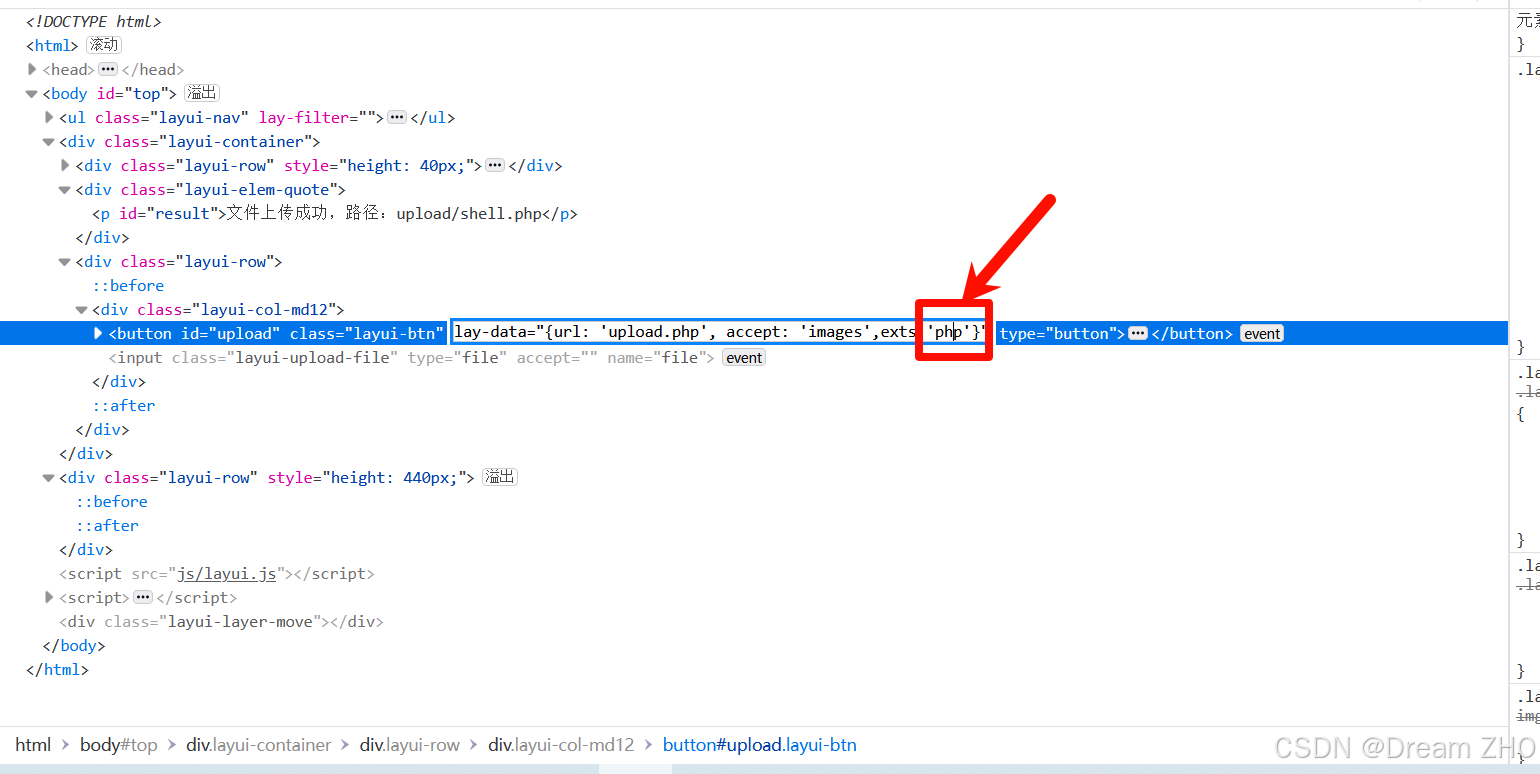 <!DOCTYPE html>
<html> 滚动
<head> ••• </head>
<body id="top"> 溢出
<ul class="layui-nav" lay-filter=""> ••• </ul>
<div class="layui-container">
<div class="layui-row" style="height: 40px;"> ••• </div>
<div class="layui-elem-quote">
<p id="result">文件上传成功，路径：upload/shell.php</p>
</div>
<div class="layui-row">
::before
<div class="layui-col-md12">
<button id="upload" class="layui-btn" lay-data="{url: 'upload.php', accept: 'images',exts 'php'}" type="button"> ••• </button> event
<input class="layui-upload-file" type="file" accept="" name="file"> event
</div>
::after
</div>
</div>
<div class="layui-row" style="height: 440px;"> 溢出
::before
::after
</div>
<script src="js/layui.js"></script>
<script> ••• </script>
<div class="layui-layer-move"></div>
</body>
</html>
html > body#top > div.layui-container > div.layui-row > div.layui-col-md12 > button#upload.layui-btn
}
.la
}
.la
.la
{
}
.la
.la
}
.la
img
}
CSDN @Dream ZHO